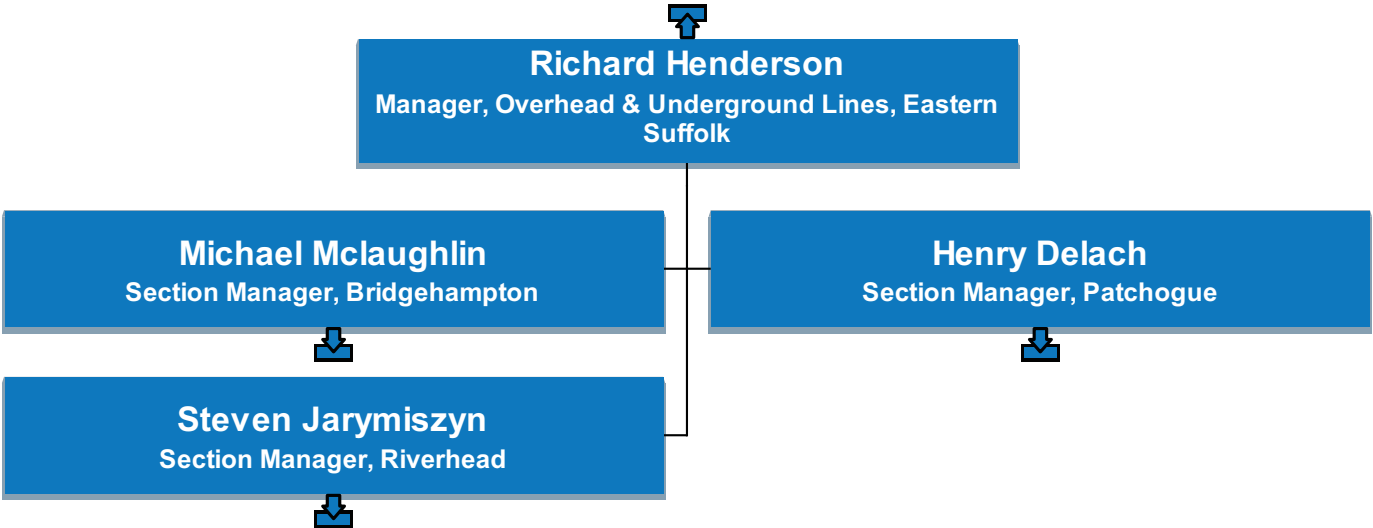 Richard Henderson
Manager, Overhead & Underground Lines, Eastern
Suffolk
Michael Mclaughlin
Section Manager, Bridgehampton
Henry Delach
Section Manager, Patchogue
Steven Jarymiszyn
Section Manager, Riverhead